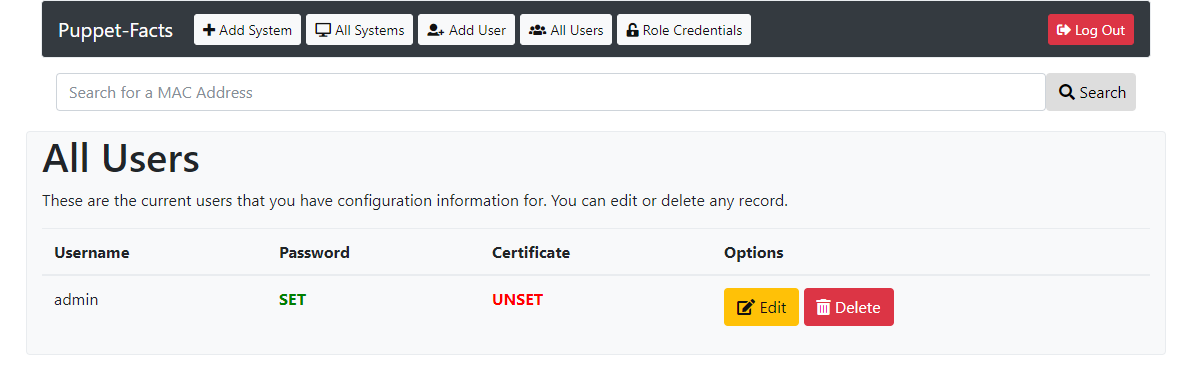 Puppet-Facts Add System All Systems Add User All Users Role Credentials Log Out
Search for a MAC Address Search
All Users
These are the current users that you have configuration information for. You can edit or delete any record.
Username Password Certificate Options
admin SET UNSET Edit Delete